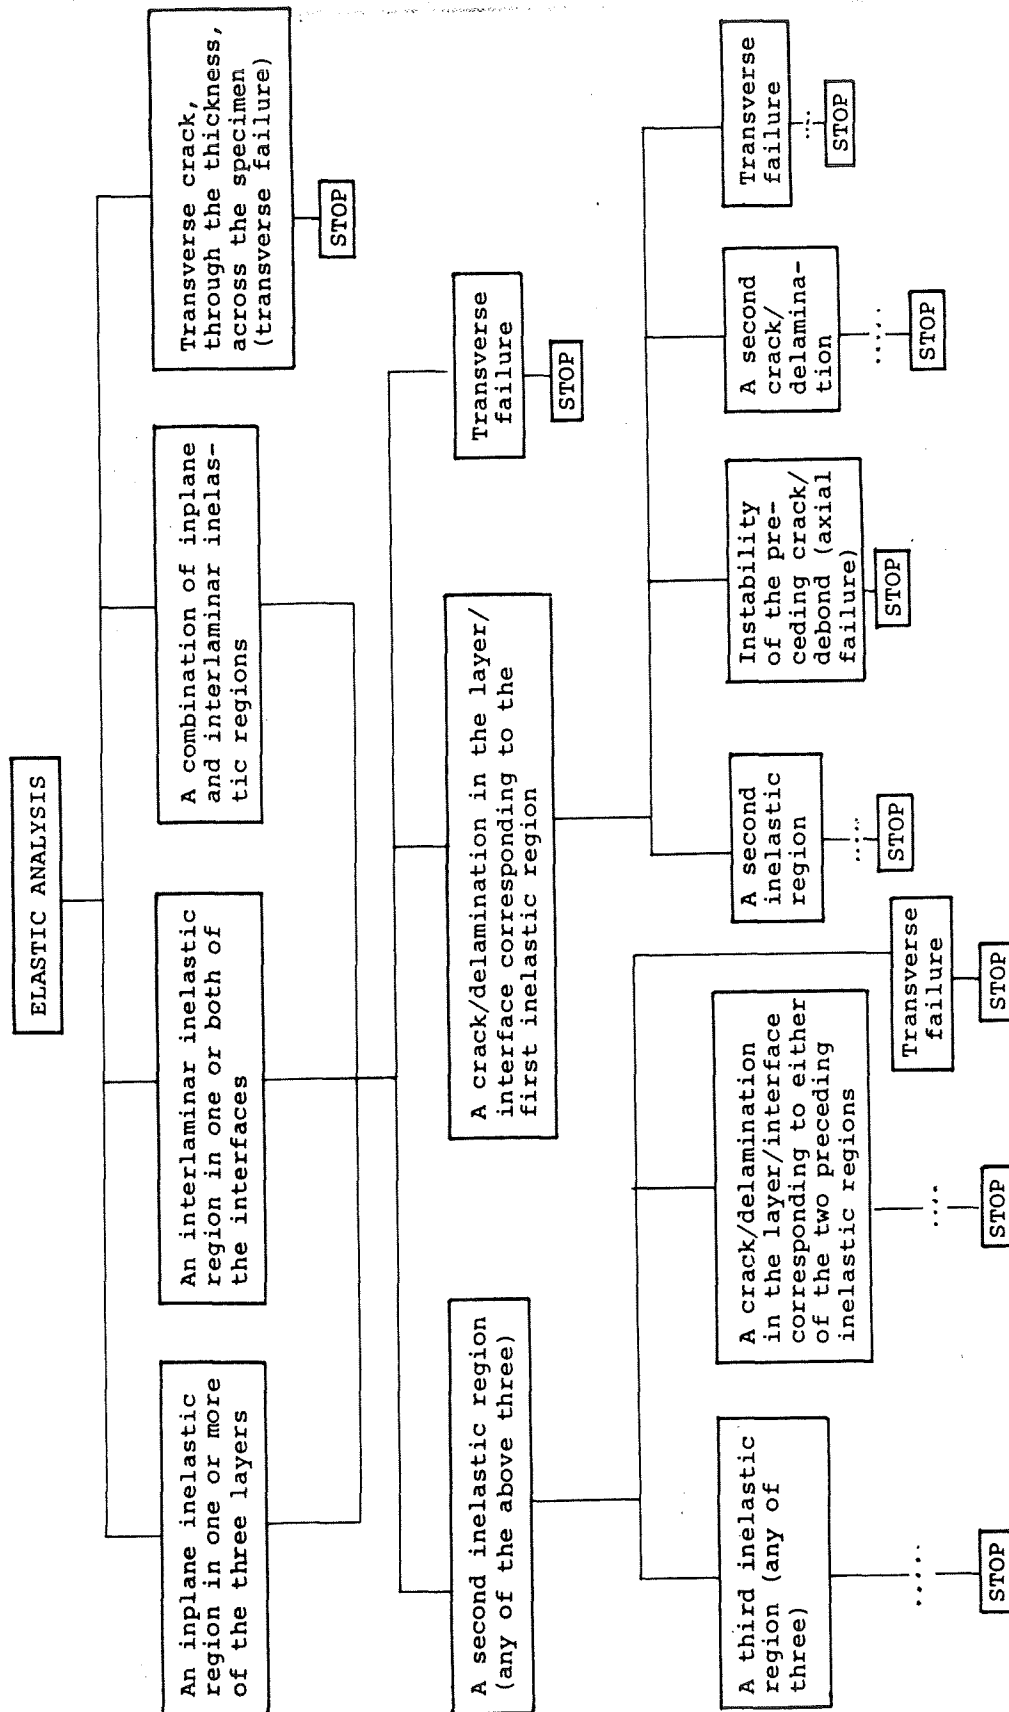 ELASTIC ANALYSIS
An inplane inelastic
region in one or more
of the three layers
An interlaminar inelastic
region in one or both of
the interfaces
A combination of inplane
and interlaminar inelas-
tic regions
Transverse crack,
through the thickness,
across the specimen
(transverse failure)
STOP
A second inelastic region
(any of the above three)
A crack/delamination in the layer/
interface corresponding to the
first inelastic region
Transverse
failure
STOP
A third inelastic
region (any of
three)
.....
STOP
A crack/delamination
in the layer/interface
corresponding to either
of the two preceding
inelastic regions
....
STOP
Transverse
failure
STOP
A second
inelastic
region
....
STOP
Instability
of the pre-
ceding crack/
debond (axial
failure)
STOP
A second
crack/
delamina-
tion
.....
STOP
Transverse
failure
....
STOP